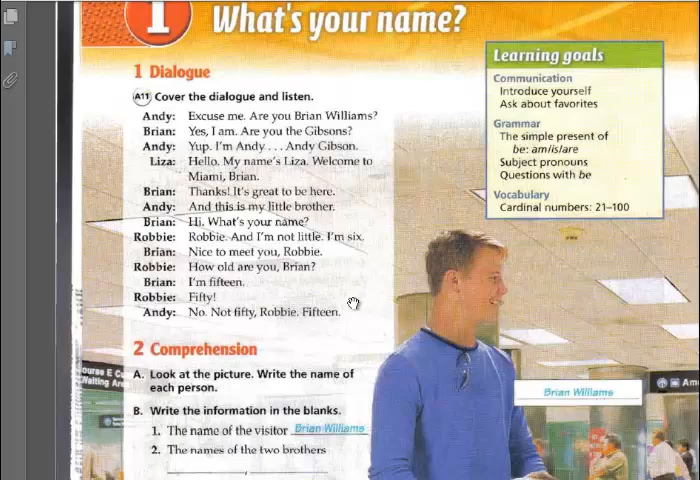 1 What's your name?
1 Dialogue
A11 Cover the dialogue and listen.
Andy: Excuse me. Are you Brian Williams?
Brian: Yes, I am. Are you the Gibsons?
Andy: Yup. I'm Andy . . . Andy Gibson.
Liza: Hello. My name's Liza. Welcome to
Miami, Brian.
Brian: Thanks! It's great to be here.
Andy: And this is my little brother.
Brian: Hi. What's your name?
Robbie: Robbie. And I'm not little. I'm six.
Brian: Nice to meet you, Robbie.
Robbie: How old are you, Brian?
Brian: I'm fifteen.
Robbie: Fifty!
Andy: No. Not fifty, Robbie. Fifteen.
2 Comprehension
A. Look at the picture. Write the name of
each person.
B. Write the information in the blanks.
1. The name of the visitor Brian Williams
2. The names of the two brothers
Learning goals
Communication
Introduce yourself
Ask about favorites
Grammar
The simple present of
be: am/is/are
Subject pronouns
Questions with be
Vocabulary
Cardinal numbers: 21–100
Brian Williams
ourse E C
Waiting Are
Am